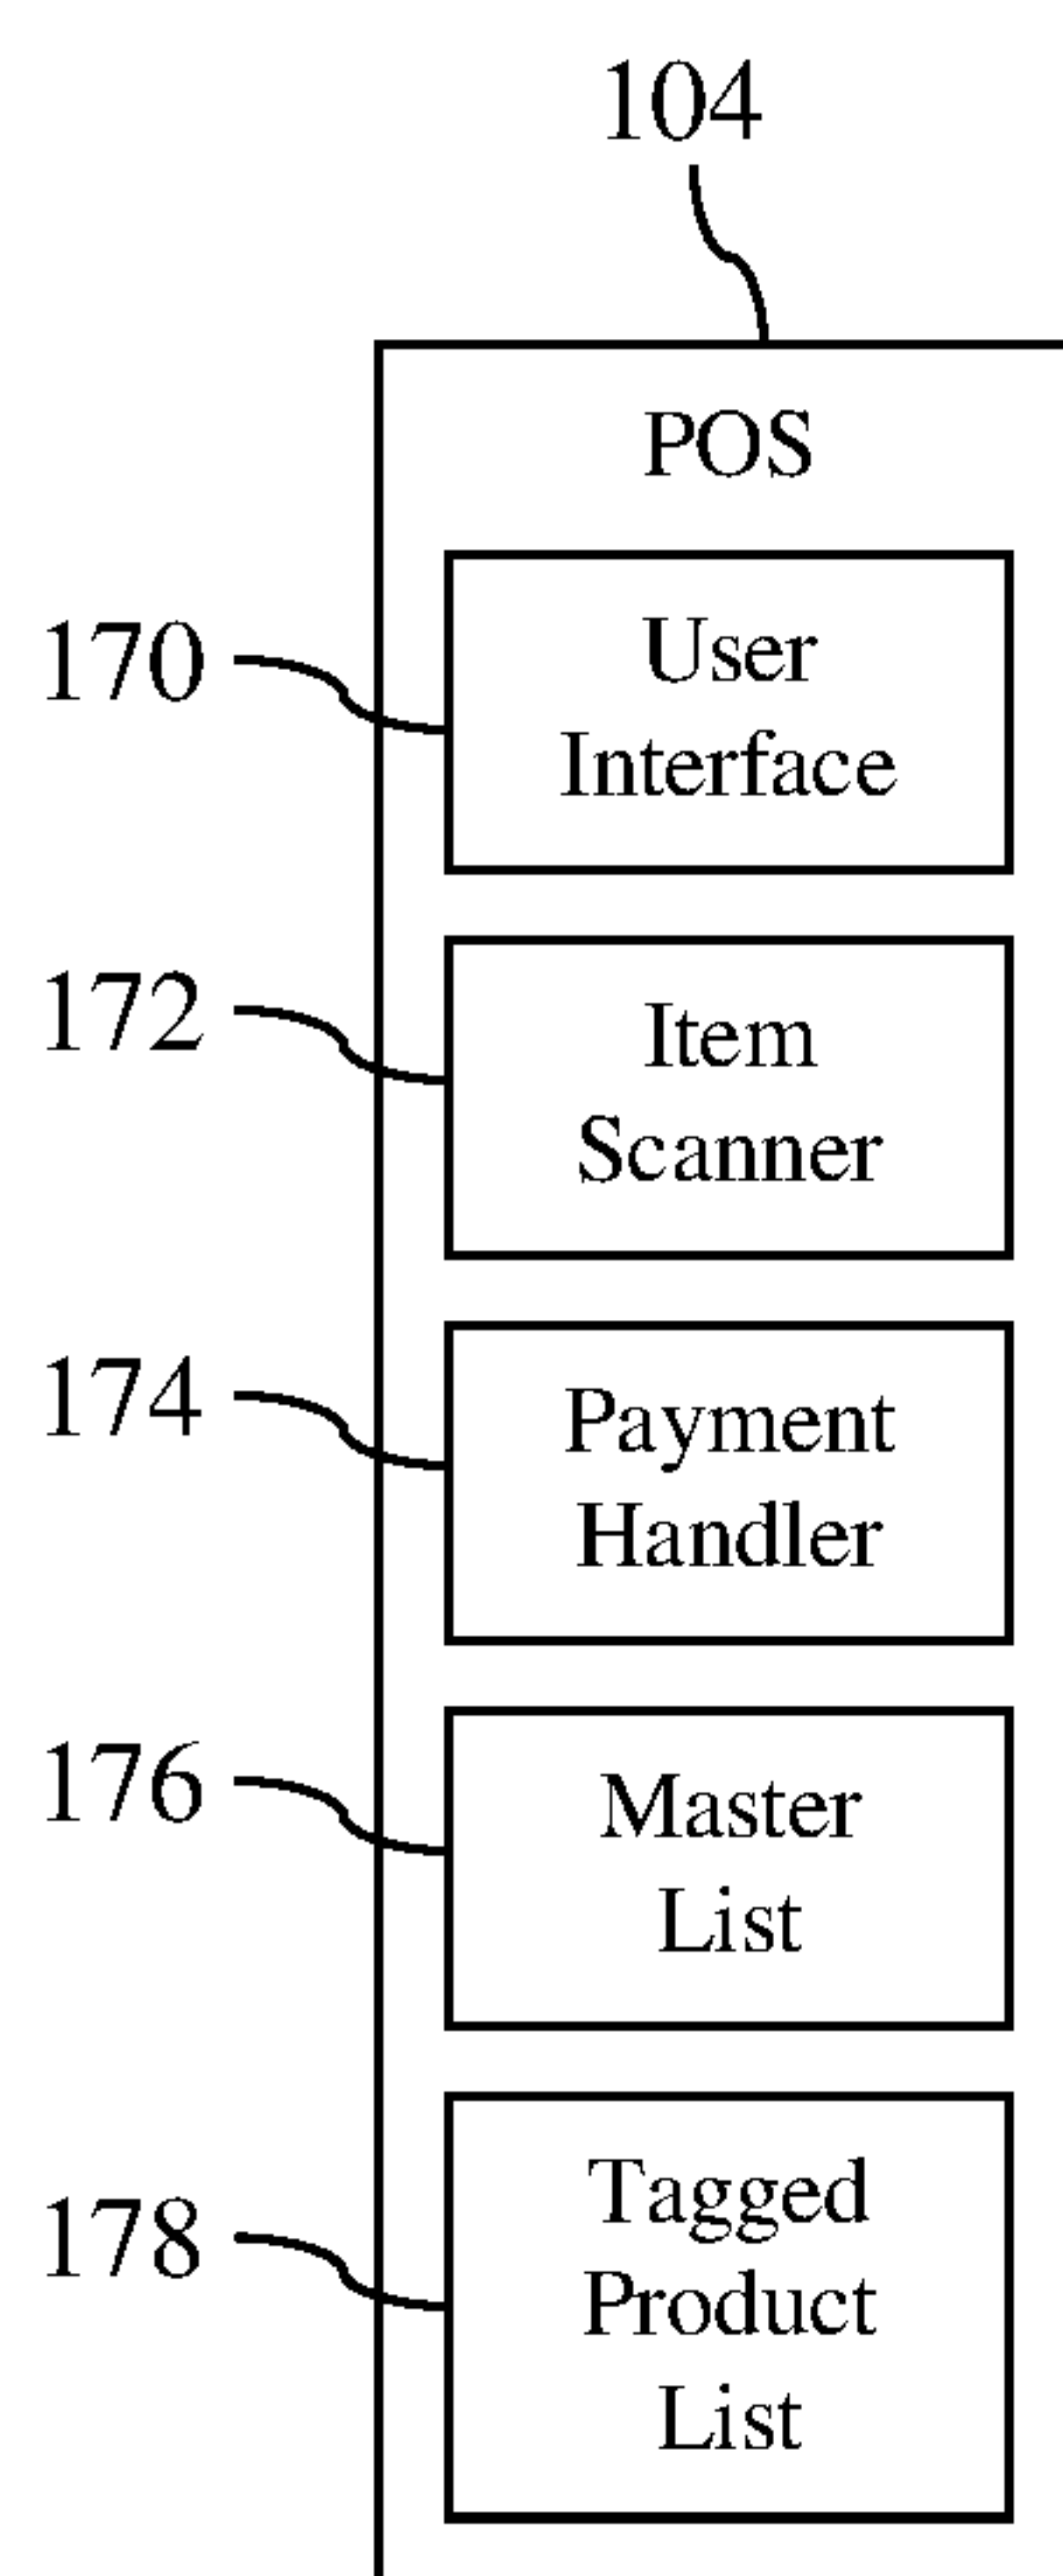 104
POS
170
User
Interface
172
Item
Scanner
174
Payment
Handler
176
Master
List
178
Tagged
Product
List